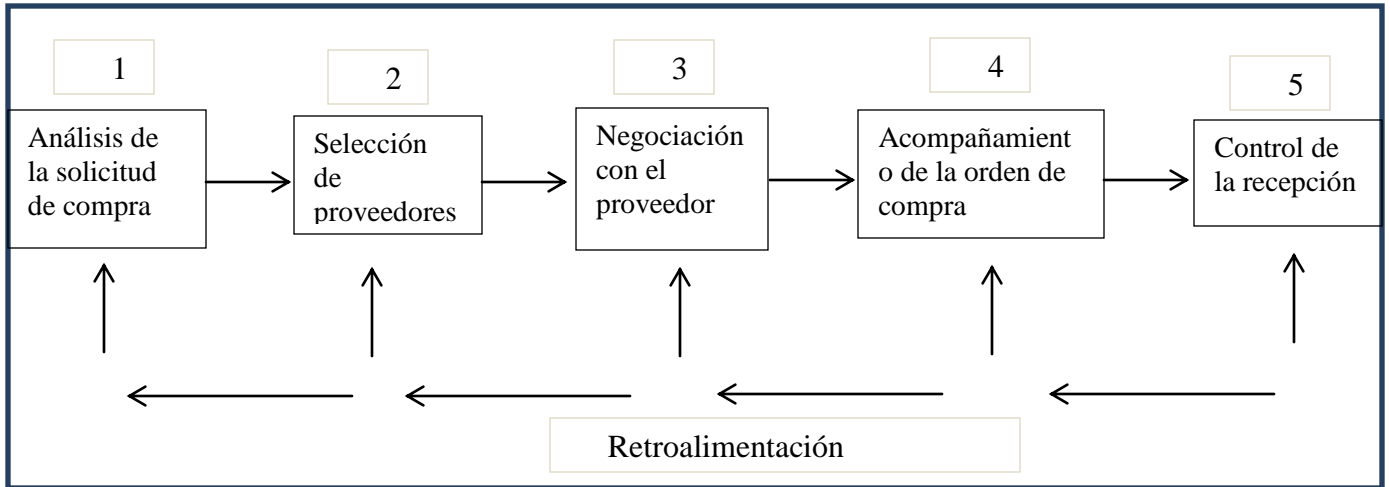 1
Análisis de
la solicitud
de compra
2
Selección
de
proveedores
3
Negociación
con el
proveedor
4
Acompañamient
o de la orden de
compra
5
Control de
la recepción
Retroalimentación